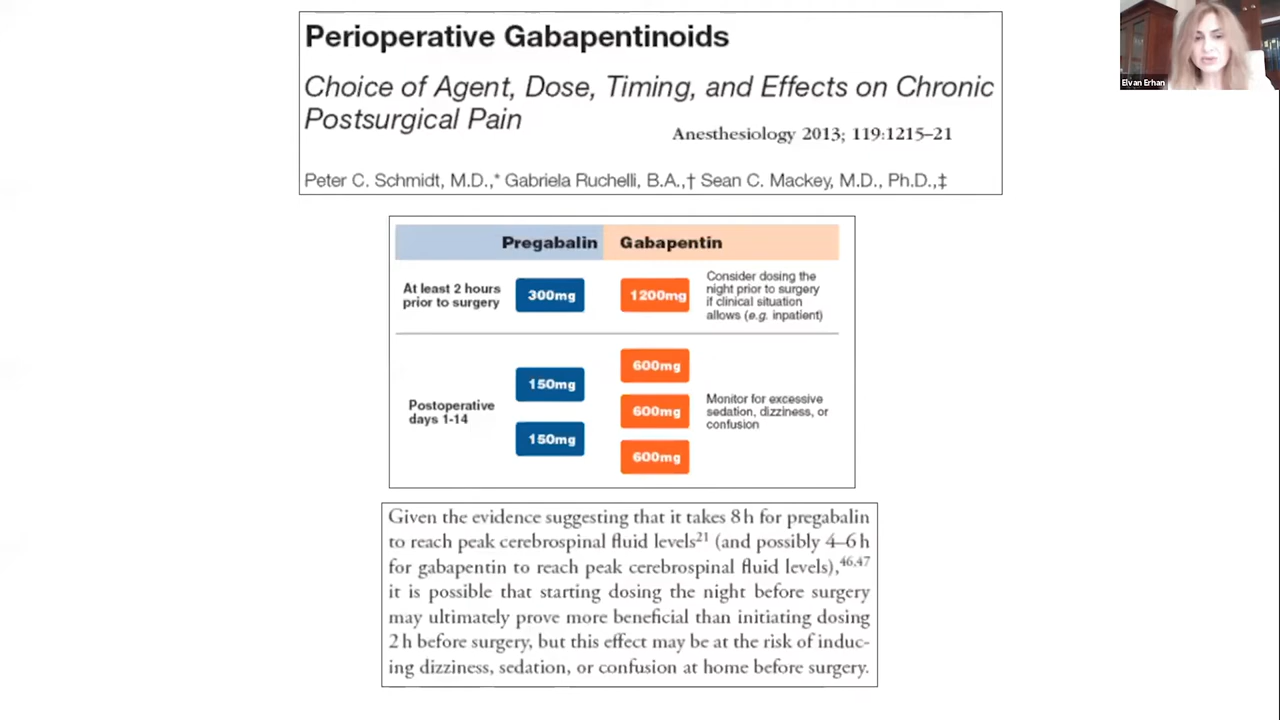 Perioperative Gabapentinoids
Choice of Agent, Dose, Timing, and Effects on Chronic
Postsurgical Pain
Anesthesiology 2013; 119:1215–21
Peter C. Schmidt, M.D.,* Gabriela Ruchelli, B.A.,† Sean C. Mackey, M.D., Ph.D.,‡
Elvan Erhan
Pregabalin Gabapentin
At least 2 hours
prior to surgery
300mg
1200mg
Consider dosing the
night prior to surgery
if clinical situation
allows (e.g. inpatient)
Postoperative
days 1-14
150mg
150mg
600mg
600mg
600mg
Monitor for excessive
sedation, dizziness, or
confusion
Given the evidence suggesting that it takes 8 h for pregabalin
to reach peak cerebrospinal fluid levels21 (and possibly 4–6 h
for gabapentin to reach peak cerebrospinal fluid levels),46,47
it is possible that starting dosing the night before surgery
may ultimately prove more beneficial than initiating dosing
2 h before surgery, but this effect may be at the risk of induc-
ing dizziness, sedation, or confusion at home before surgery.